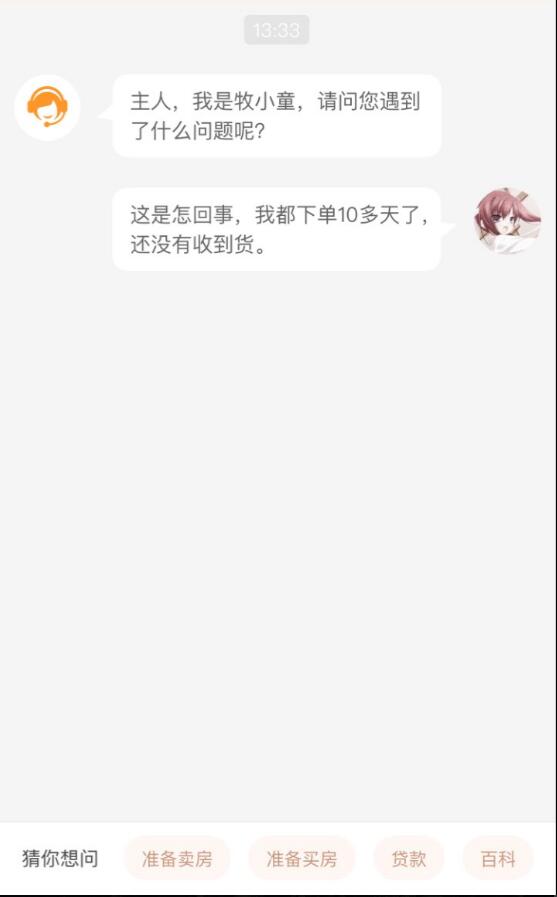 13:33
主人，我是牧小童，请问您遇到
了什么问题呢?
这是怎回事，我都下单10多天了，
还没有收到货。
猜你想问
准备卖房
准备买房
贷款
百科